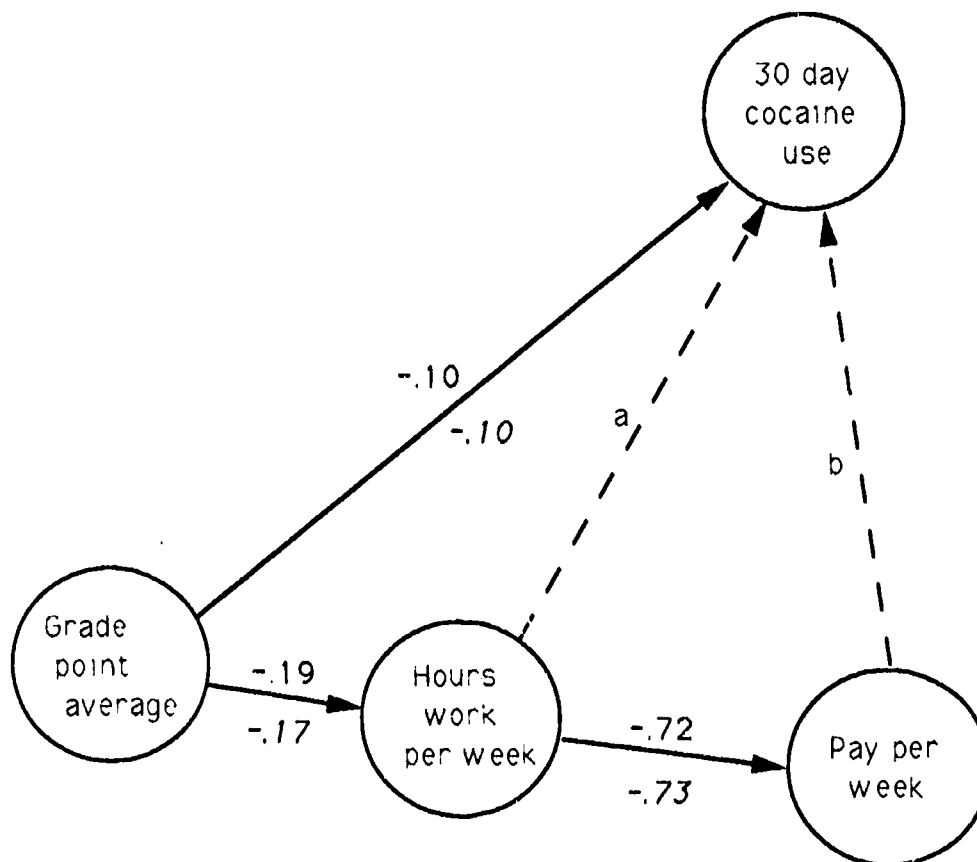 30 day
cocaine
use
-.10
-.10
a
b
Grade
point
average
-.19
-.17
Hours
work
per week
-.72
-.73
Pay per
week